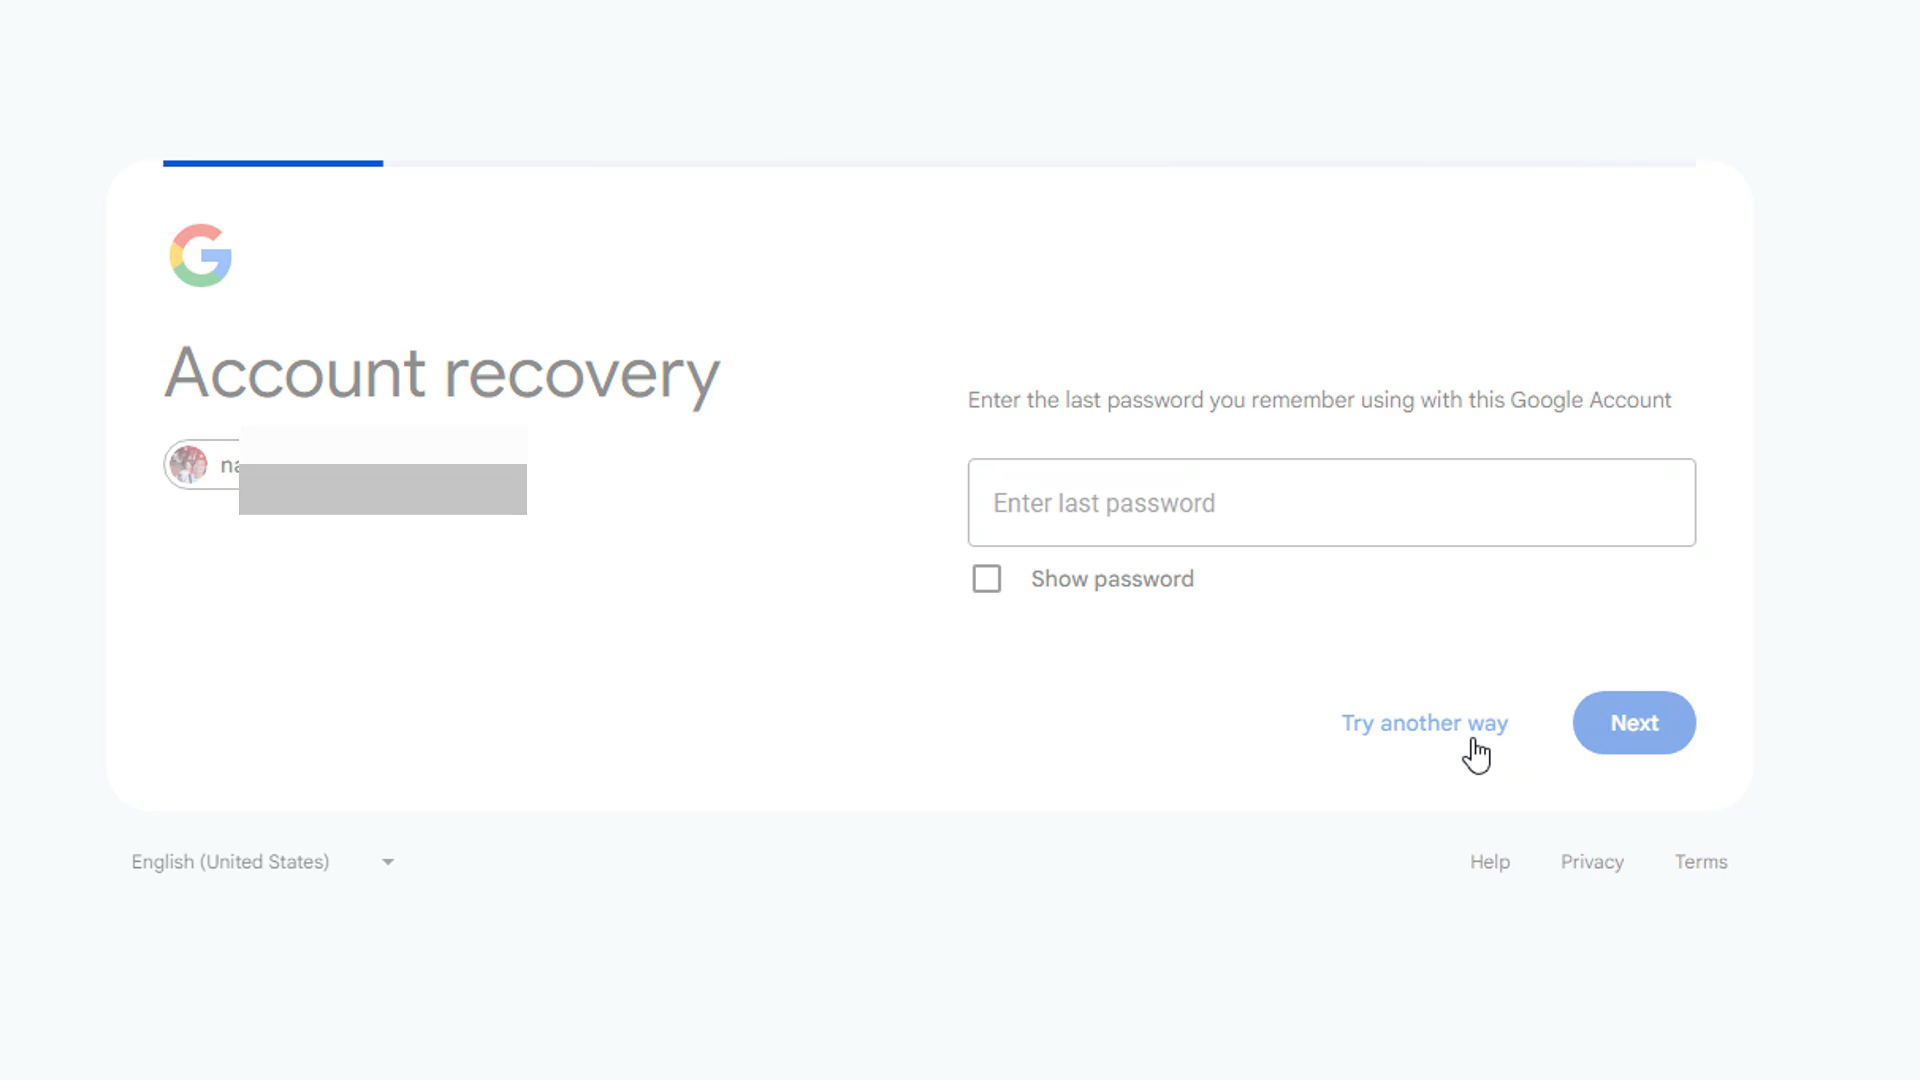 Account recovery
Enter the last password you remember using with this Google Account
na
Enter last password
Show password
Try another way
Next
English (United States)
Help
Privacy
Terms